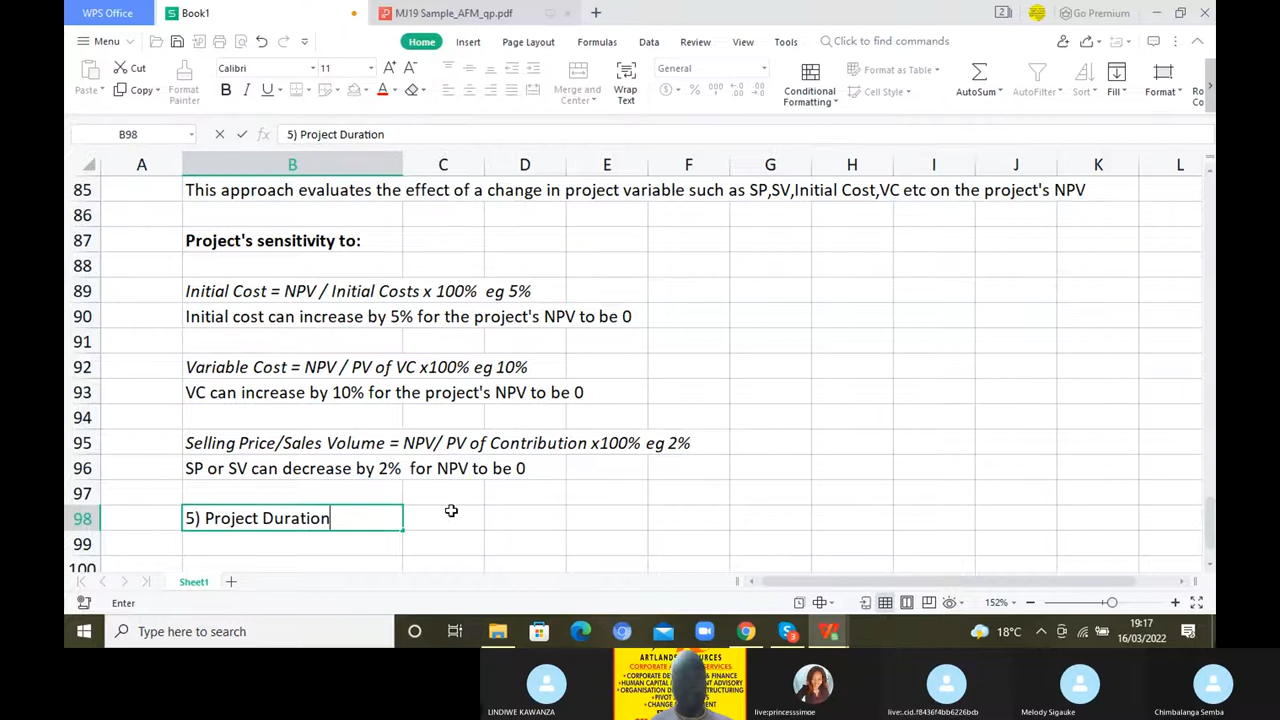 WPS Office
Book1
MJ19 Sample_AFM_qp.pdf
2
Go Premium
Menu
Home
Insert
Page Layout
Formulas
Data
Review
View
Tools
Click to find commands
Paste
Cut
Copy
Format Painter
Calibri
11
A+ A-
B I U
Merge and Center
Wrap Text
General
Conditional Formatting
Format as Table
Cell Style
AutoSum
AutoFilter
Sort
Fill
Format
B98
fx
5) Project Duration
A B C D E F G H I J K L
85 This approach evaluates the effect of a change in project variable such as SP,SV,Initial Cost,VC etc on the project's NPV
86
87 Project's sensitivity to:
88
89 Initial Cost = NPV / Initial Costs x 100% eg 5%
90 Initial cost can increase by 5% for the project's NPV to be 0
91
92 Variable Cost = NPV / PV of VC x100% eg 10%
93 VC can increase by 10% for the project's NPV to be 0
94
95 Selling Price/Sales Volume = NPV/ PV of Contribution x100% eg 2%
96 SP or SV can decrease by 2% for NPV to be 0
97
98 5) Project Duration
99
100
Sheet1
Enter
152%
Type here to search
18°C
19:17
16/03/2022
LINDIWE KAWANZA
live:princesssimoe
live:.cid.f8436f4bb6226bdb
Melody Sigauke
Chimbalanga Semba